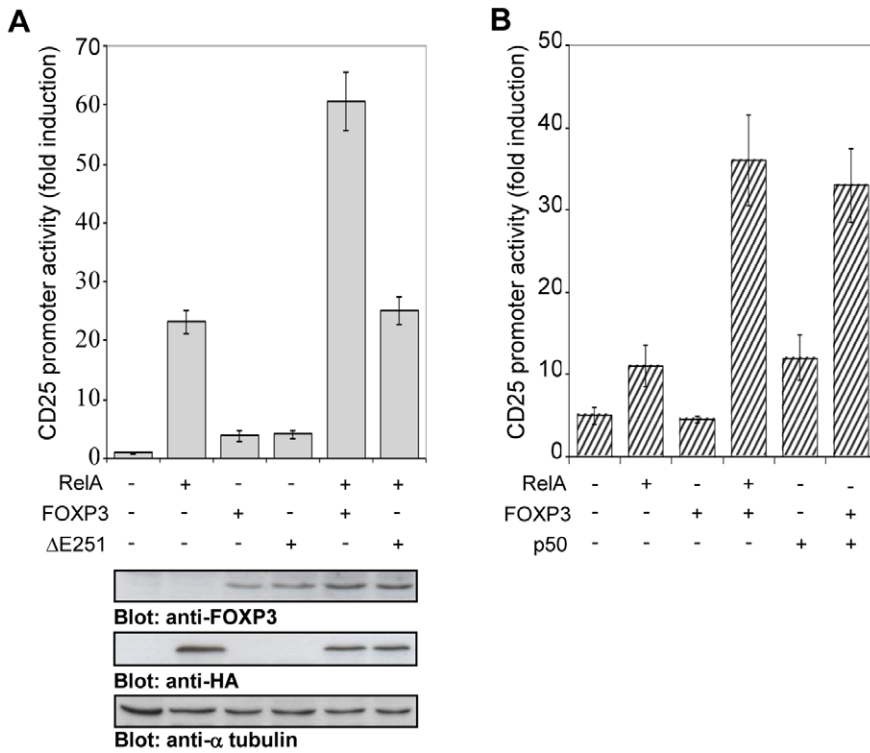 A
CD25 promoter activity (fold induction)
70
60
50
40
30
20
10
0
RelA - + - - + +
FOXP3 - - + - + -
ΔE251 - - - + - +
Blot: anti-FOXP3
Blot: anti-HA
Blot: anti-α tubulin
B
CD25 promoter activity (fold induction)
50
40
30
20
10
0
RelA - + - + - -
FOXP3 - - + + - +
p50 - - - - + +